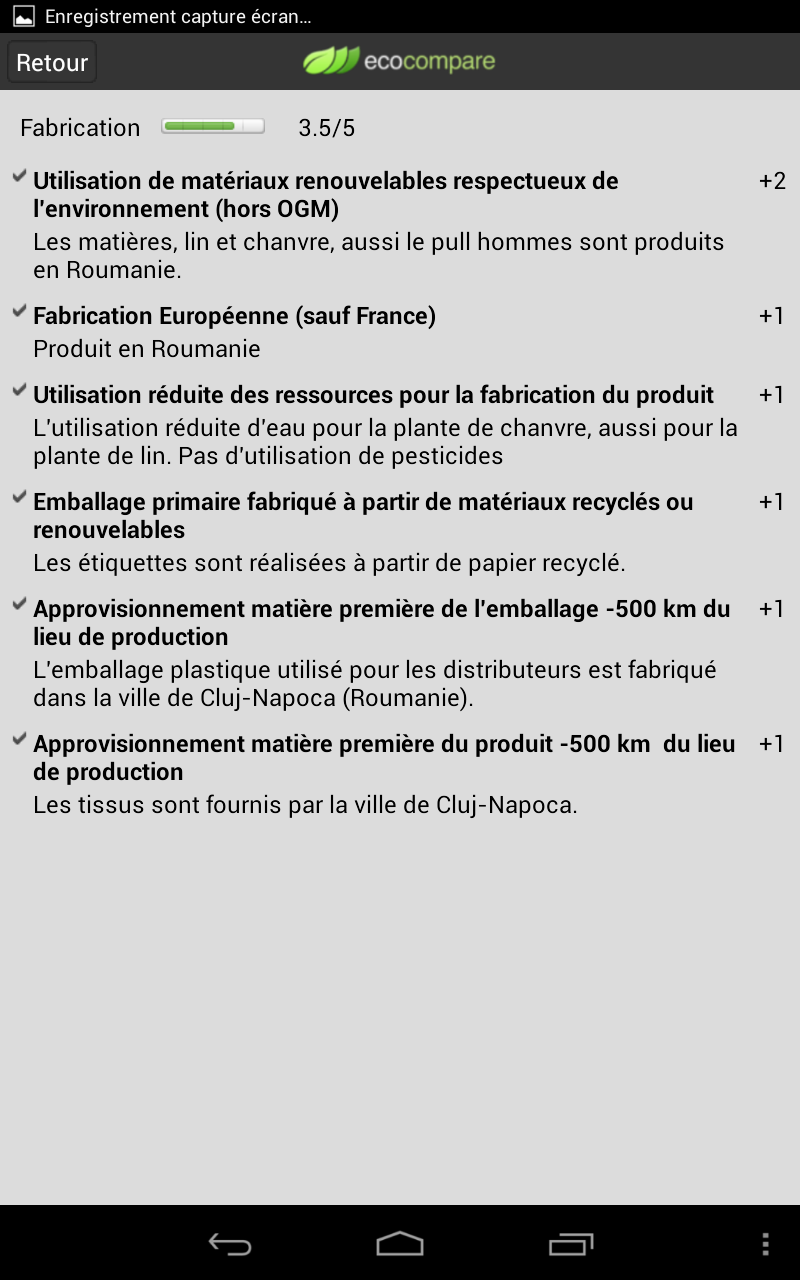 Enregistrement capture écran...
Retour
ecocompare
Fabrication 3.5/5
Utilisation de matériaux renouvelables respectueux de +2
l'environnement (hors OGM)
Les matières, lin et chanvre, aussi le pull hommes sont produits
en Roumanie.
Fabrication Européenne (sauf France) +1
Produit en Roumanie
Utilisation réduite des ressources pour la fabrication du produit +1
L'utilisation réduite d'eau pour la plante de chanvre, aussi pour la
plante de lin. Pas d'utilisation de pesticides
Emballage primaire fabriqué à partir de matériaux recyclés ou +1
renouvelables
Les étiquettes sont réalisées à partir de papier recyclé.
Approvisionnement matière première de l'emballage -500 km du +1
lieu de production
L'emballage plastique utilisé pour les distributeurs est fabriqué
dans la ville de Cluj-Napoca (Roumanie).
Approvisionnement matière première du produit -500 km  du lieu +1
de production
Les tissus sont fournis par la ville de Cluj-Napoca.